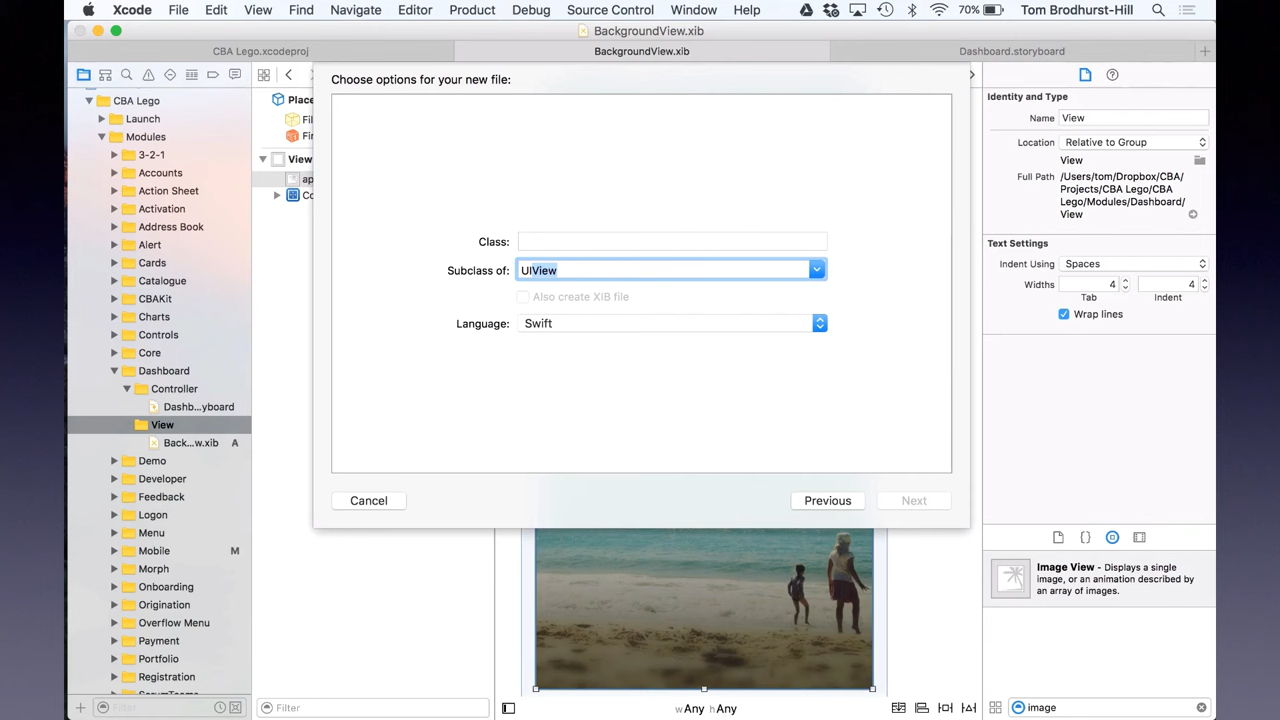 Xcode File Edit View Find Navigate Editor Product Debug Source Control Window Help 70% Tom Brodhurst-Hill
BackgroundView.xib
CBA Lego.xcodeproj BackgroundView.xib Dashboard.storyboard
Choose options for your new file:
CBA Lego
Launch
Modules
3-2-1
Accounts
Action Sheet
Activation
Address Book
Alert
Cards
Catalogue
CBAKit
Charts
Controls
Core
Dashboard
Controller
Dashb...yboard
View
Back...w.xib A
Demo
Developer
Feedback
Logon
Menu
Mobile M
Morph
Onboarding
Origination
Overflow Menu
Payment
Portfolio
Registration
Filter
Place
Fil
Fir
View
ap
Co
Filter
Class:
Subclass of: UIView
Also create XIB file
Language: Swift
Cancel Previous Next
wAny hAny
Identity and Type
Name View
Location Relative to Group
View
Full Path /Users/tom/Dropbox/CBA/
Projects/CBA Lego/CBA
Lego/Modules/Dashboard/
View
Text Settings
Indent Using Spaces
Widths 4 4
Tab Indent
Wrap lines
Image View - Displays a single
image, or an animation described by
an array of images.
image